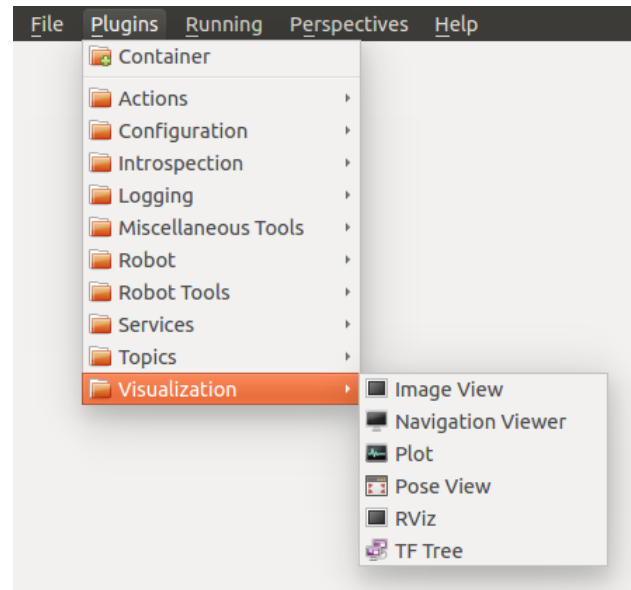 File Plugins Running Perspectives Help
Container
Actions
Configuration
Introspection
Logging
Miscellaneous Tools
Robot
Robot Tools
Services
Topics
Visualization
Image View
Navigation Viewer
Plot
Pose View
RViz
TF Tree